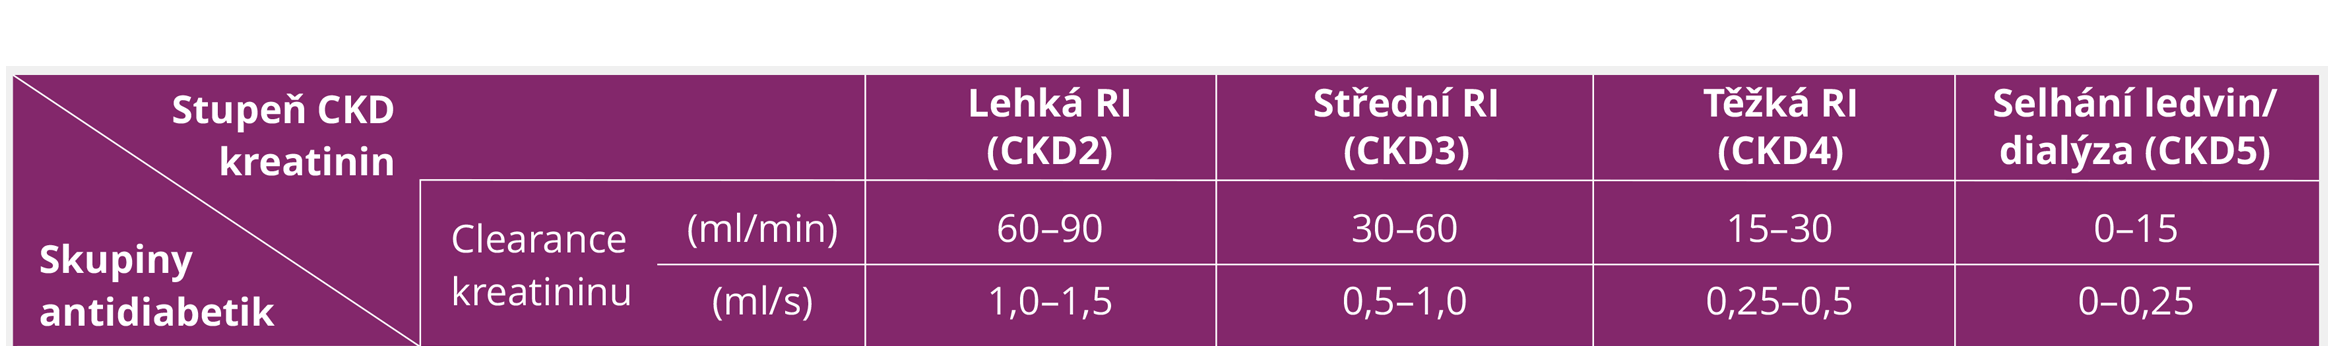 Stupeň CKD
kreatinin
Skupiny
antidiabetik
Lehká RI
(CKD2)
Střední RI
(CKD3)
Těžká RI
(CKD4)
Selhání ledvin/
dialýza (CKD5)
Clearance
kreatininu
(ml/min)
60–90
30–60
15–30
0–15
(ml/s)
1,0–1,5
0,5–1,0
0,25–0,5
0–0,25